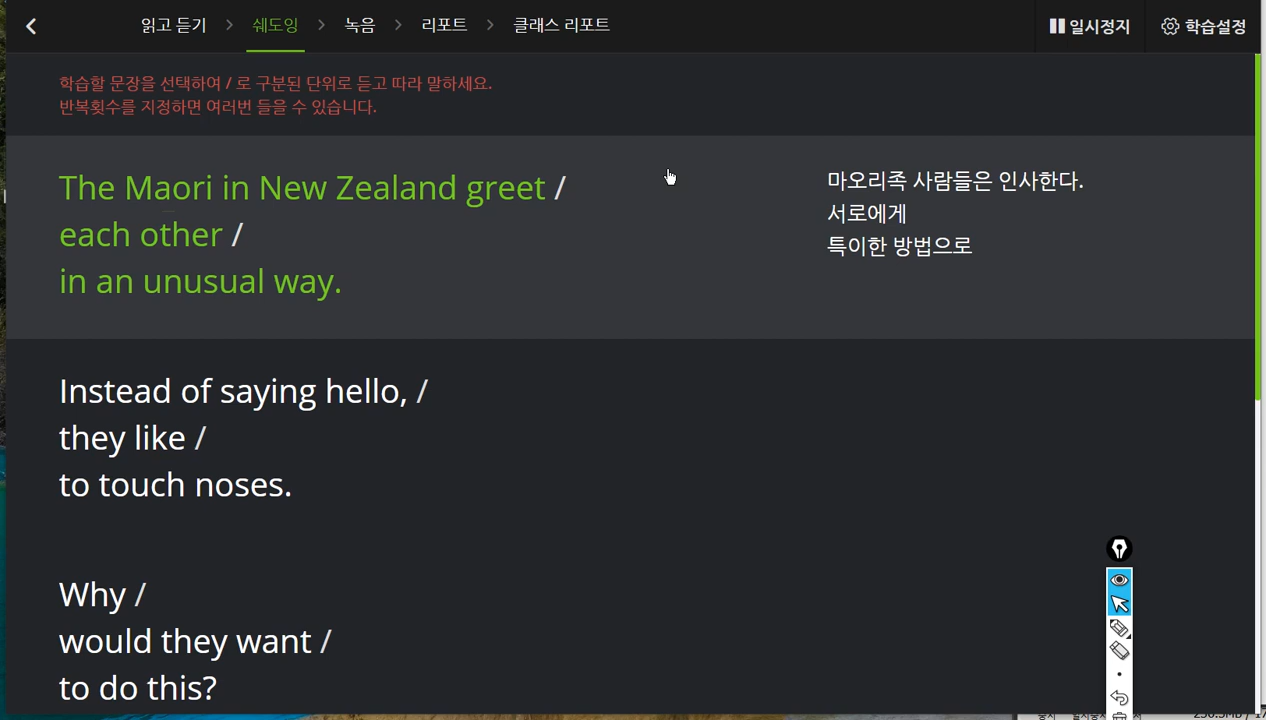 읽고 듣기 > 쉐도잉 > 녹음 > 리포트 > 클래스 리포트 일시정지 학습설정
학습할 문장을 선택하여 / 로 구분된 단위로 듣고 따라 말하세요.
반복횟수를 지정하면 여러번 들을 수 있습니다.
The Maori in New Zealand greet /
each other /
in an unusual way.
마오리족 사람들은 인사한다.
서로에게
특이한 방법으로
Instead of saying hello, /
they like /
to touch noses.
Why /
would they want /
to do this?